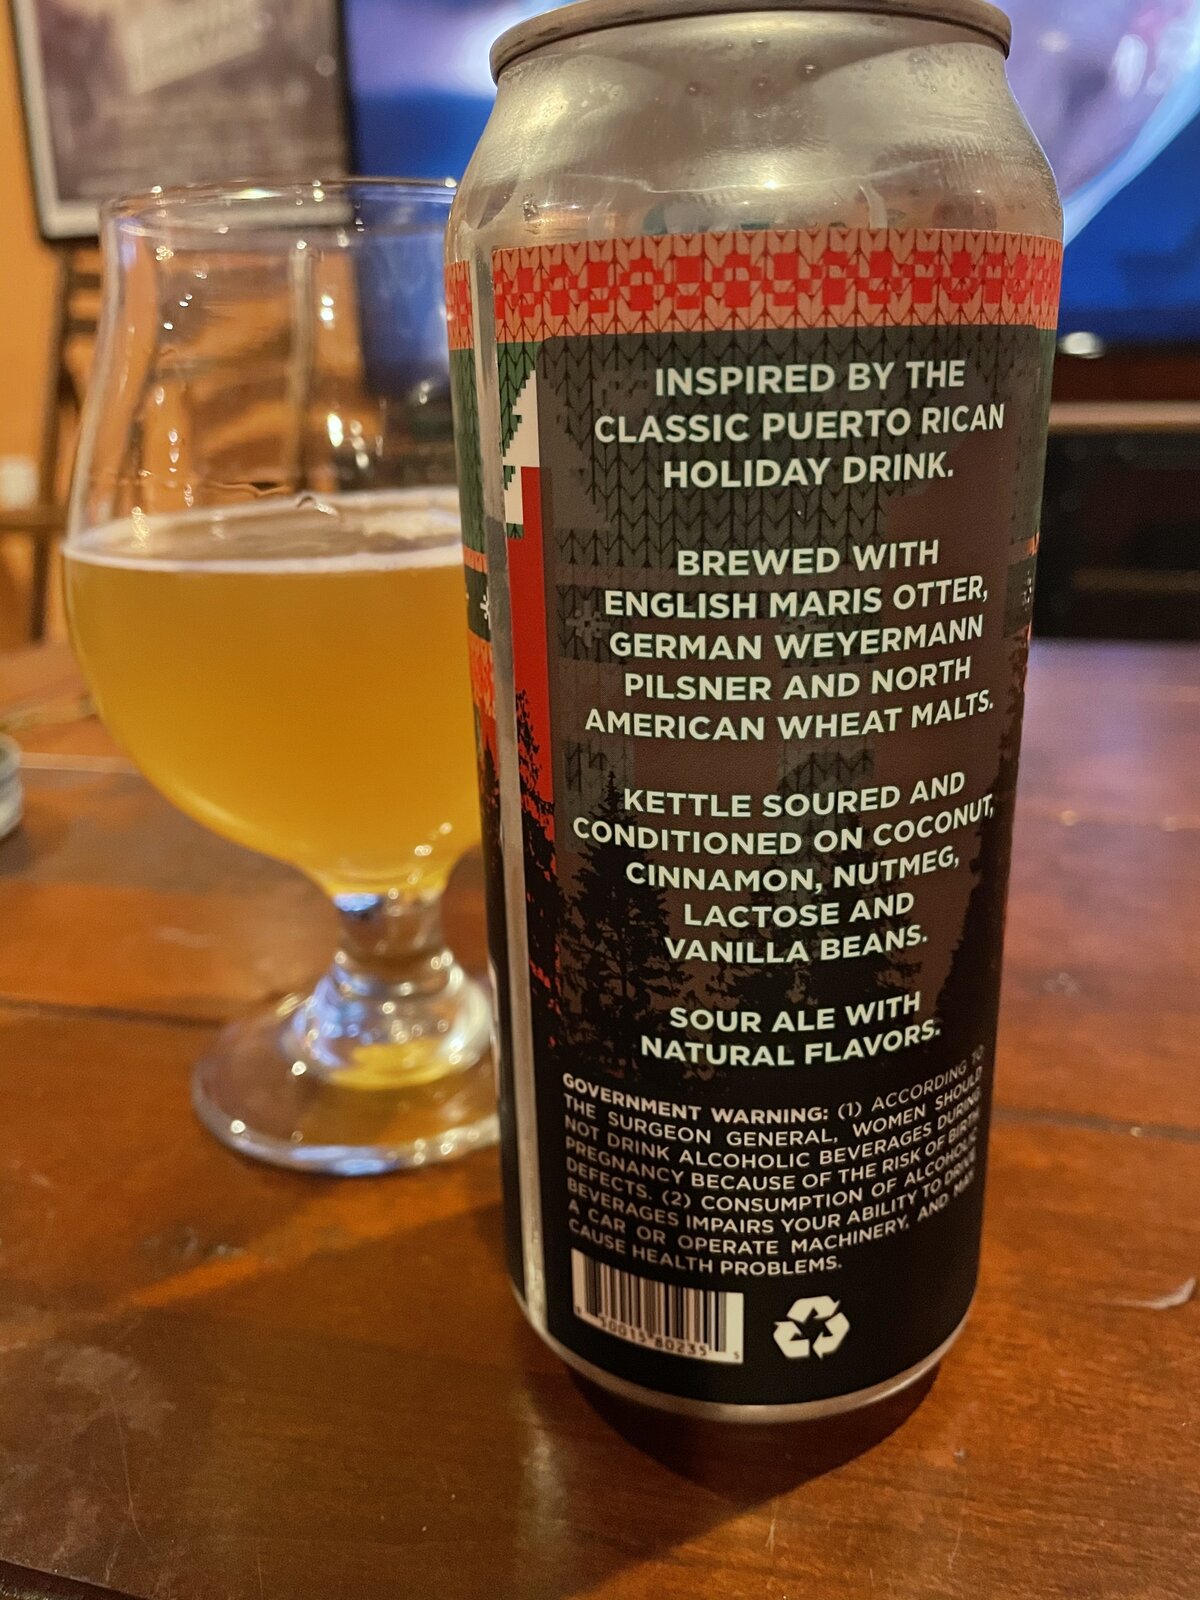 INSPIRED BY THE
CLASSIC PUERTO RICAN
HOLIDAY DRINK.
BREWED WITH
ENGLISH MARIS OTTER,
GERMAN WEYERMANN
PILSNER AND NORTH
AMERICAN WHEAT MALTS.
KETTLE SOURED AND
CONDITIONED ON COCONUT,
CINNAMON, NUTMEG,
LACTOSE AND
VANILLA BEANS.
SOUR ALE WITH
NATURAL FLAVORS.
GOVERNMENT WARNING: (1) ACCORDING TO
THE SURGEON GENERAL, WOMEN SHOULD
NOT DRINK ALCOHOLIC BEVERAGES DURING
PREGNANCY BECAUSE OF THE RISK OF BIRTH
DEFECTS. (2) CONSUMPTION OF ALCOHOLIC
BEVERAGES IMPAIRS YOUR ABILITY TO DRIVE
A CAR OR OPERATE MACHINERY, AND MAY
CAUSE HEALTH PROBLEMS.
80235 5